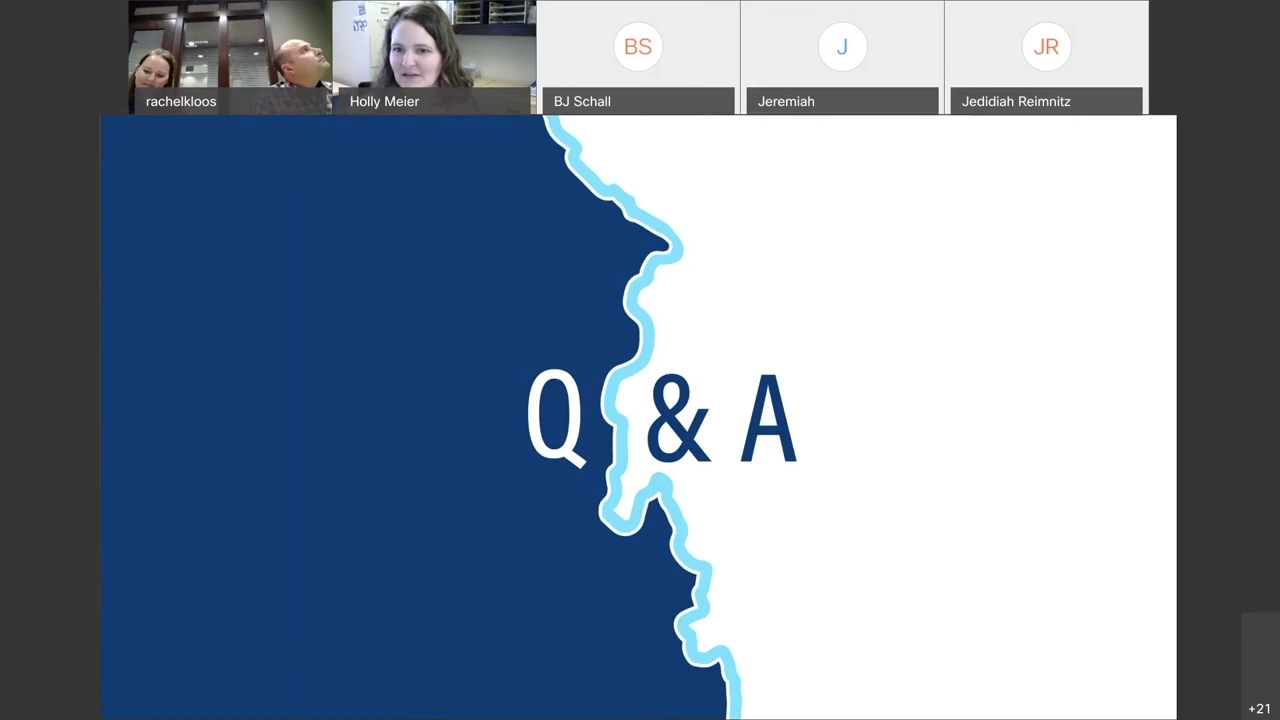 BS
J
JR
rachelkloos
Holly Meier
BJ Schall
Jeremiah
Jedidiah Reimnitz
Q & A
+21